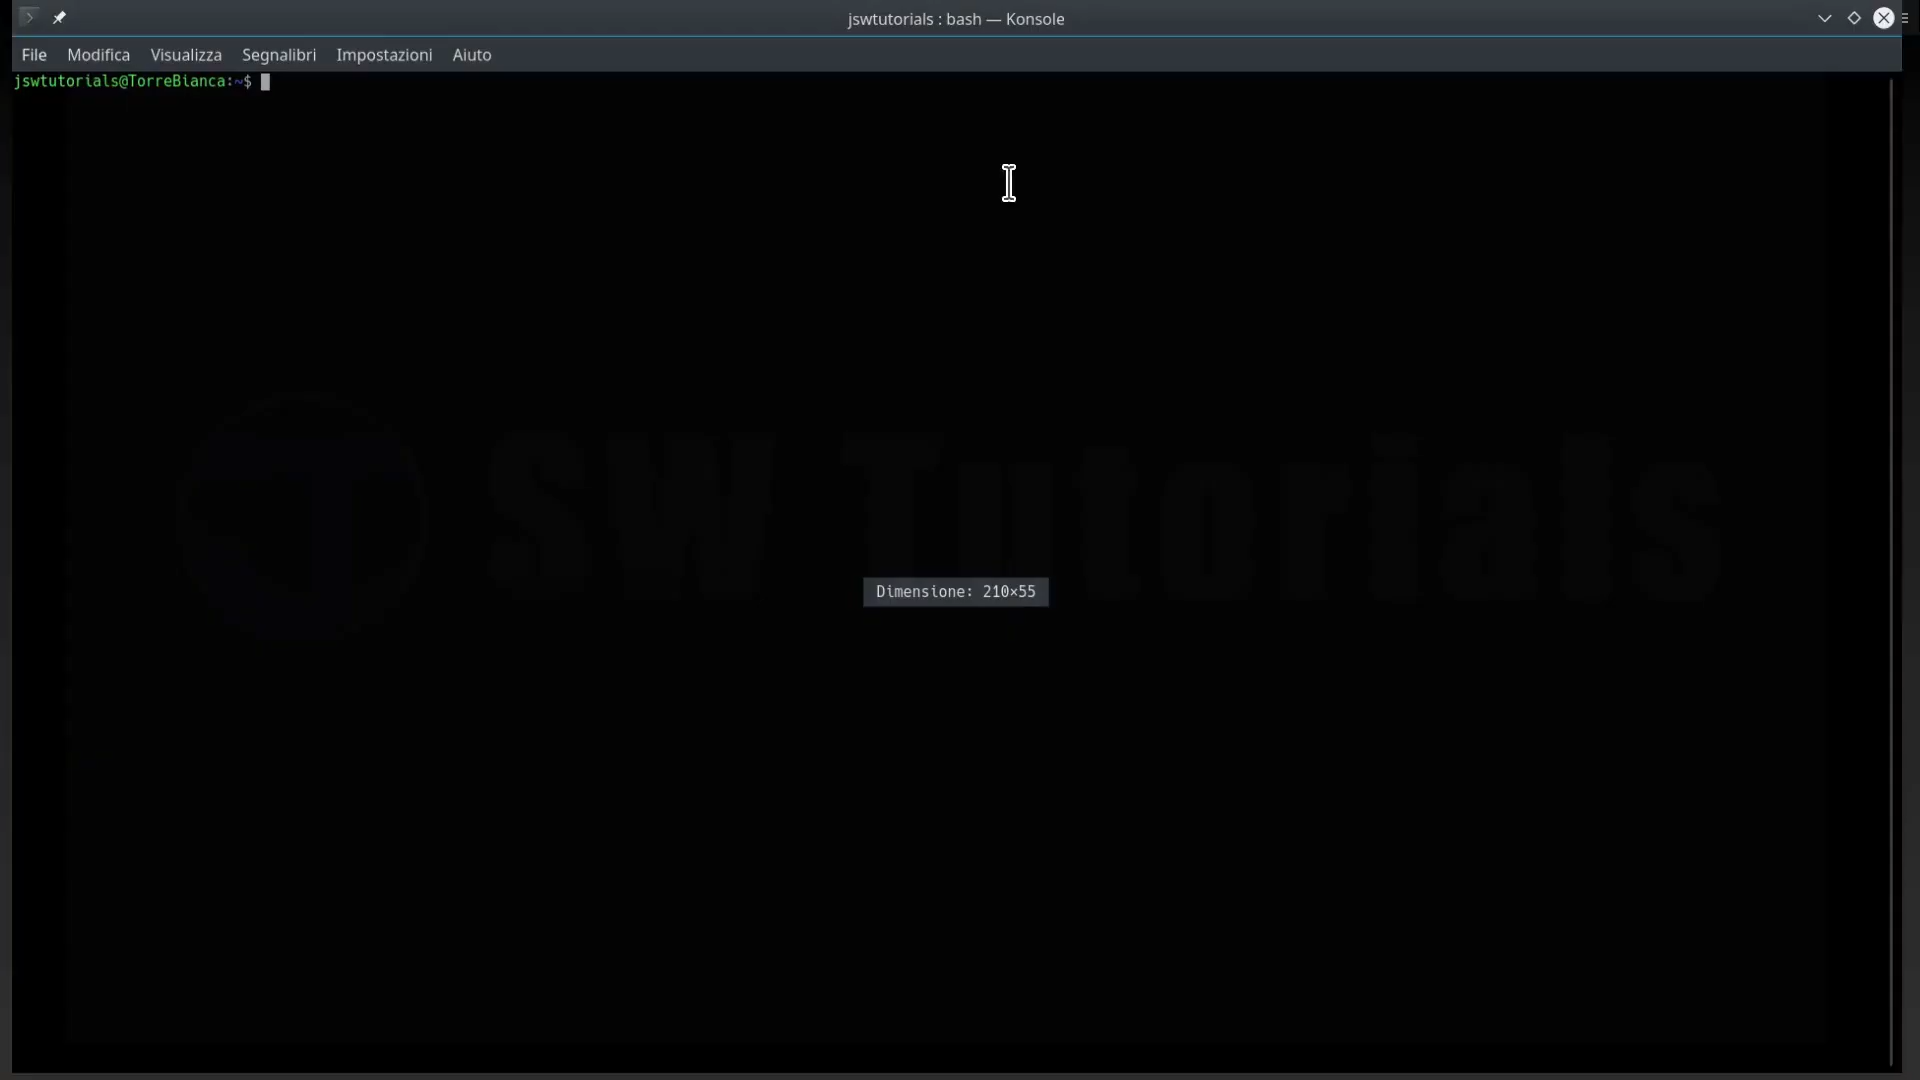 jswtutorials : bash — Konsole
File Modifica Visualizza Segnalibri Impostazioni Aiuto
jswtutorials@TorreBianca:~$
SW Tutorials
Dimensione: 210×55